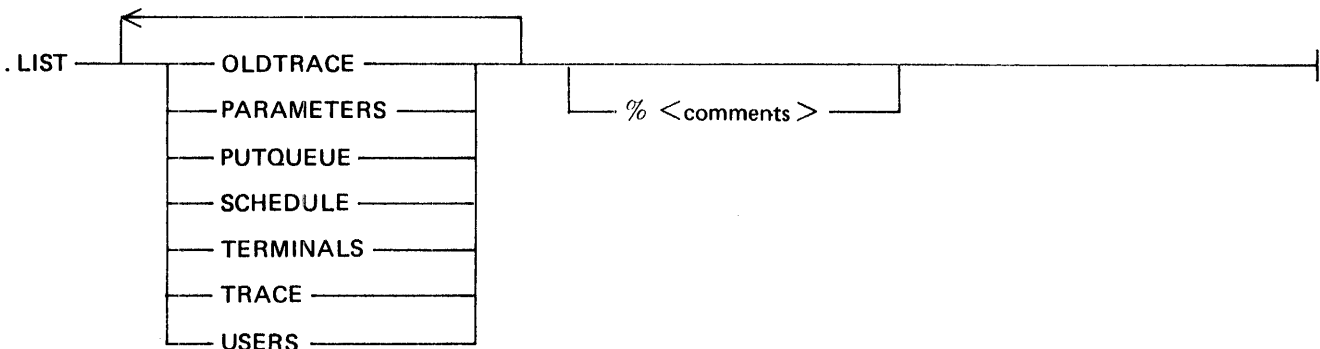 .LIST OLDTRACE
PARAMETERS % <comments>
PUTQUEUE
SCHEDULE
TERMINALS
TRACE
USERS